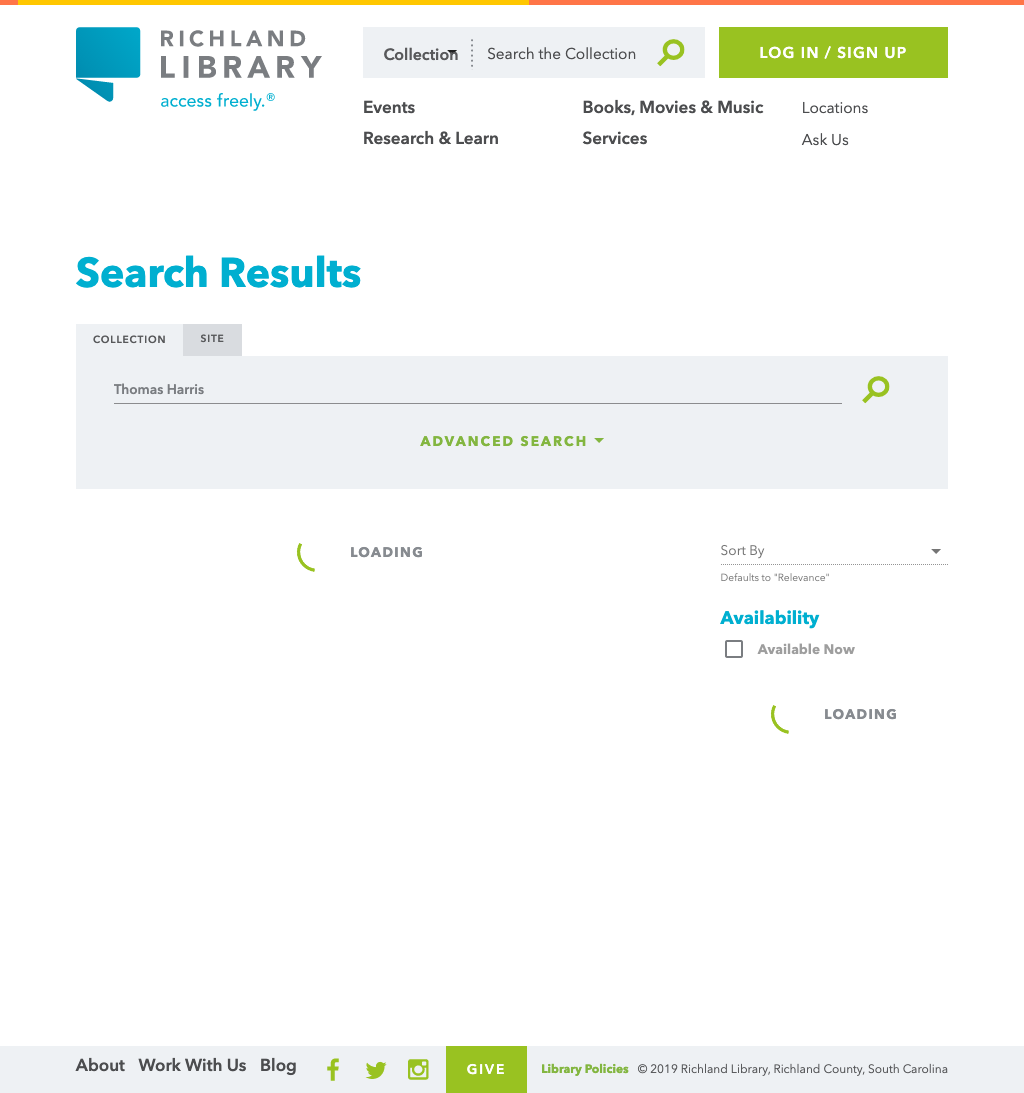 RICHLAND
LIBRARY
access freely.®
Collection
Search the Collection
LOG IN / SIGN UP
Events
Books, Movies & Music
Locations
Research & Learn
Services
Ask Us
Search Results
COLLECTION
SITE
Thomas Harris
ADVANCED SEARCH
LOADING
Sort By
Defaults to "Relevance"
Availability
Available Now
LOADING
About Work With Us Blog
GIVE
Library Policies © 2019 Richland Library, Richland County, South Carolina